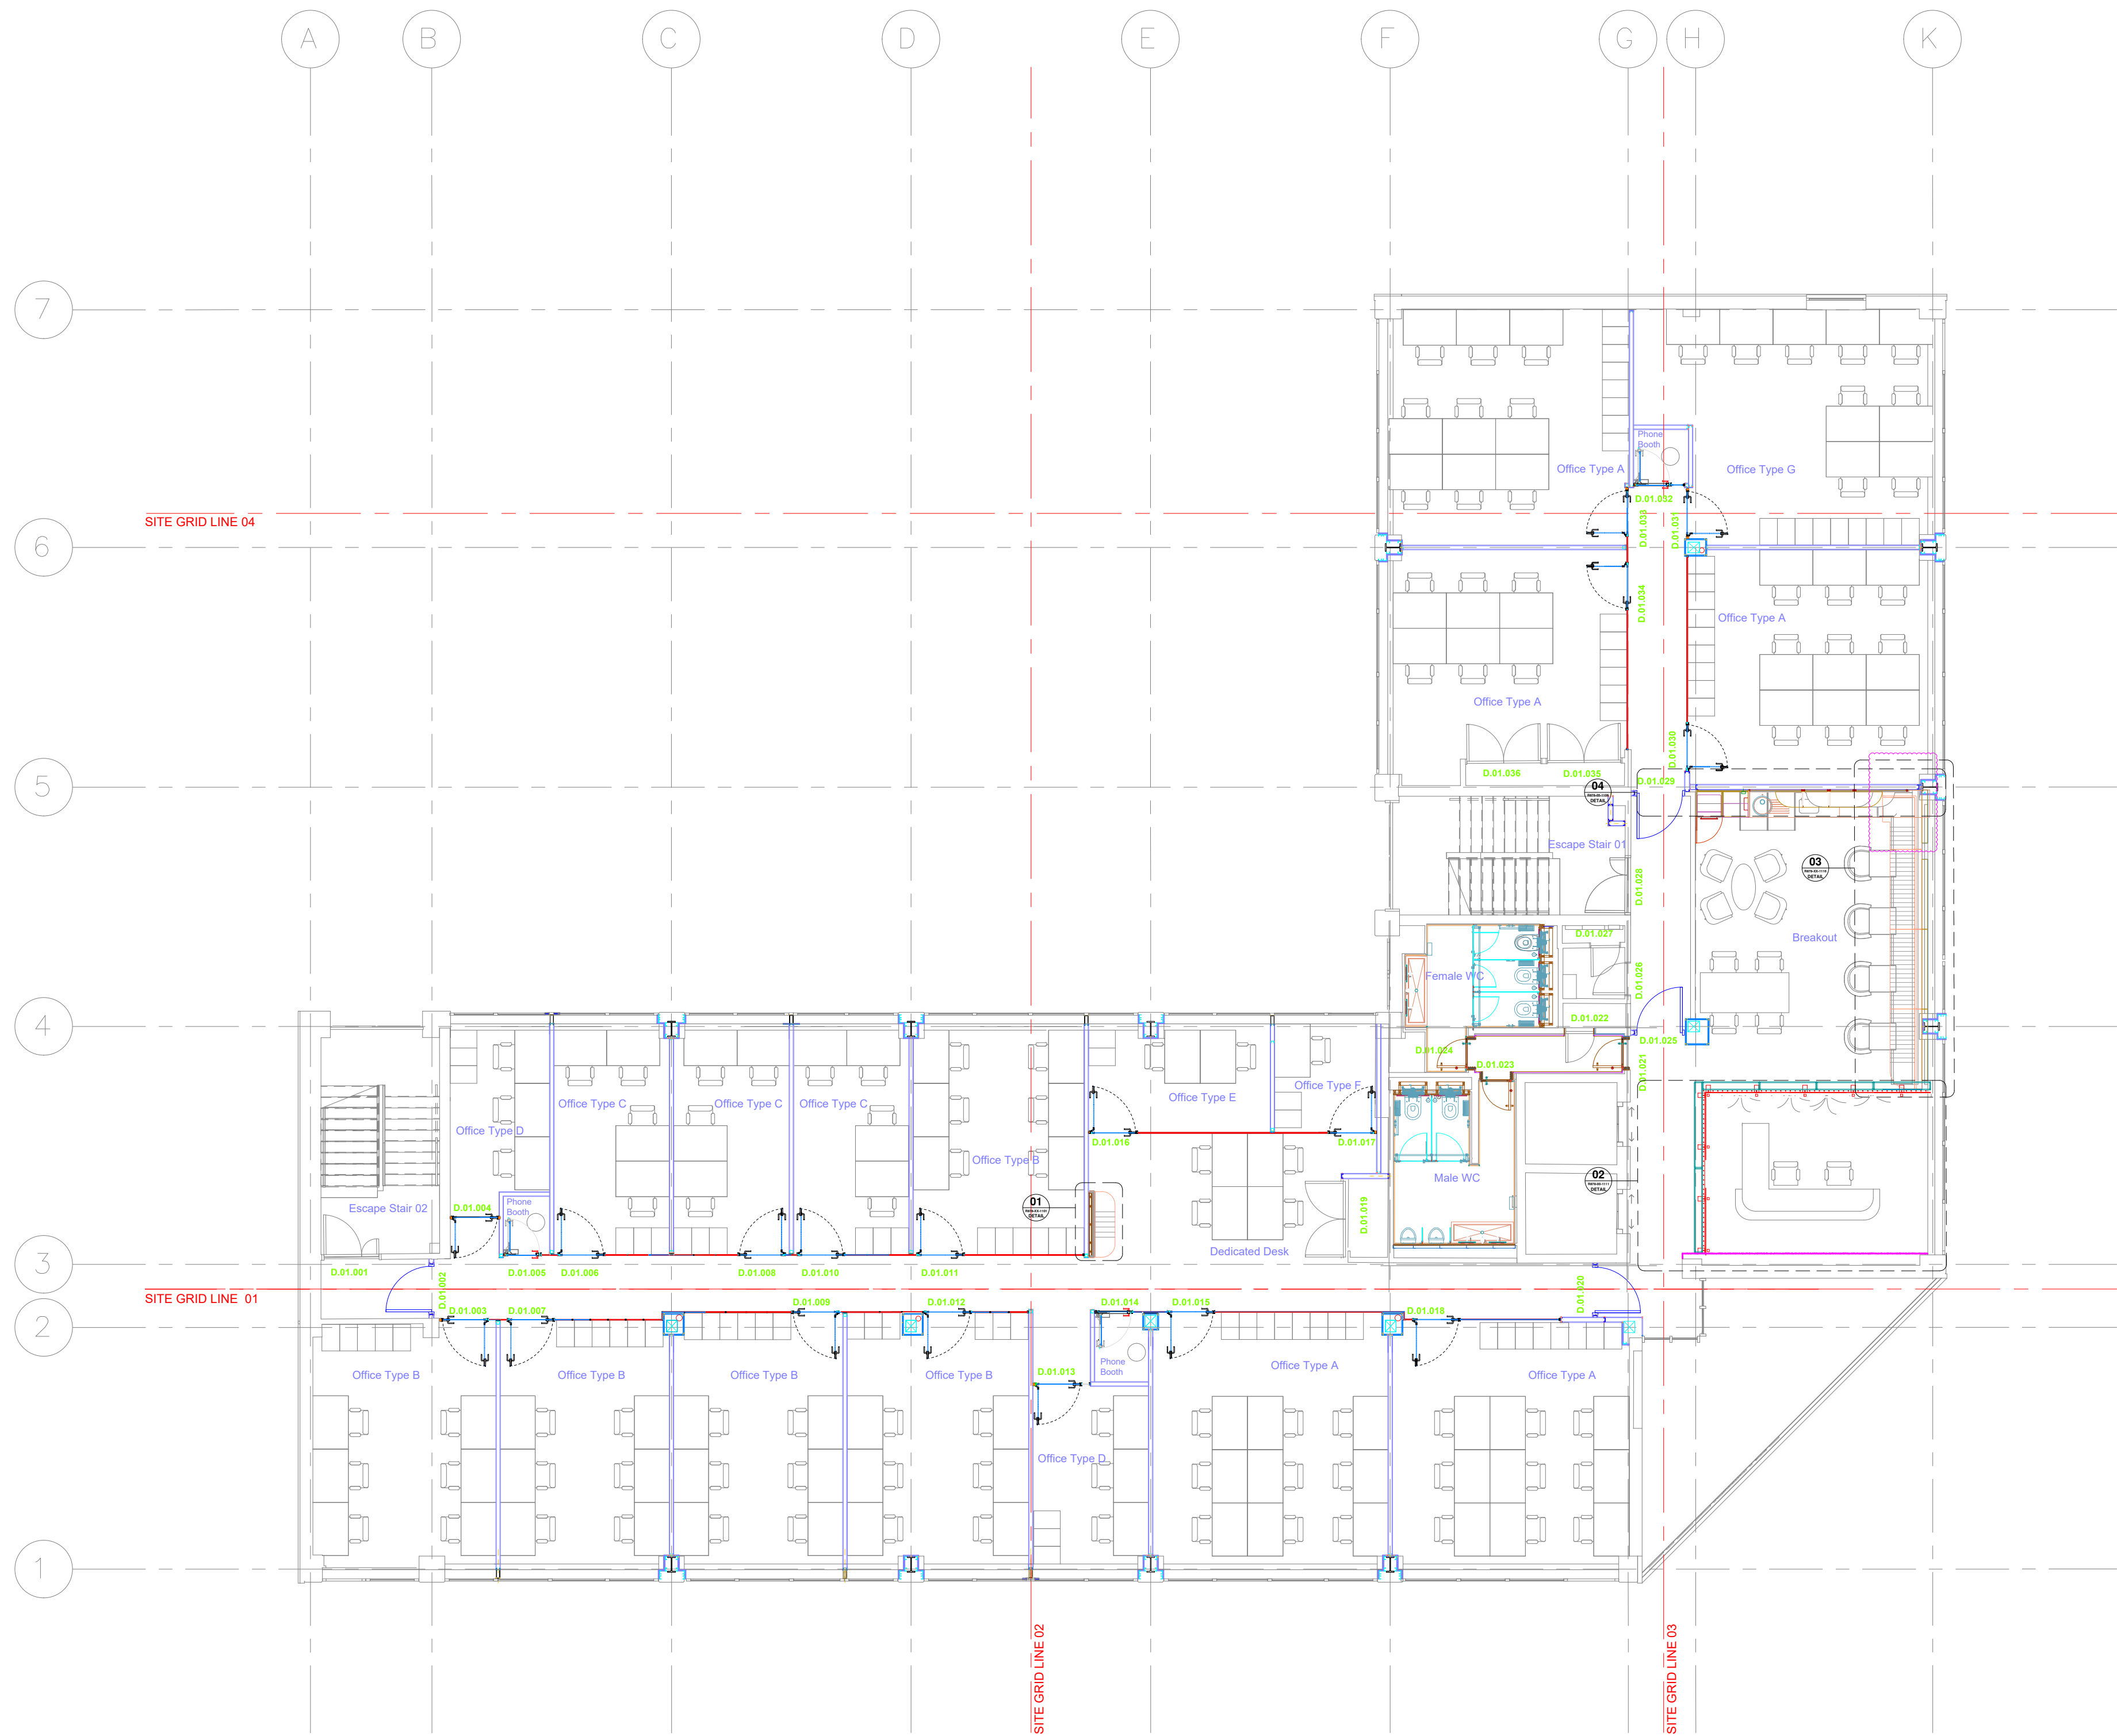 A
B
C
D
E
F
G
H
K
7
Office Type A
Phone
Booth
Office Type G
D.01.032
SITE GRID LINE 04
D.01.033
D.01.031
6
D.01.034
Office Type A
Office Type A
D.01.030
D.01.036
D.01.035
D.01.029
5
04
DETAIL
Escape Stair 01
03
DETAIL
D.01.028
D.01.027
Breakout
Female WC
D.01.026
4
D.01.022
D.01.025
D.01.024
D.01.023
D.01.021
Office Type D
Office Type C
Office Type C
Office Type C
Office Type B
Office Type E
Office Type F
D.01.016
D.01.017
Male WC
02
DETAIL
Escape Stair 02
D.01.004
Phone
Booth
01
DETAIL
D.01.019
Dedicated Desk
3
D.01.001
D.01.002
D.01.005
D.01.006
D.01.008
D.01.010
D.01.011
D.01.020
SITE GRID LINE 01
2
D.01.003
D.01.007
D.01.009
D.01.012
D.01.014
D.01.015
D.01.018
Office Type B
Office Type B
Office Type B
Office Type B
D.01.013
Phone
Booth
Office Type A
Office Type A
Office Type D
1
SITE GRID LINE 02
SITE GRID LINE 03